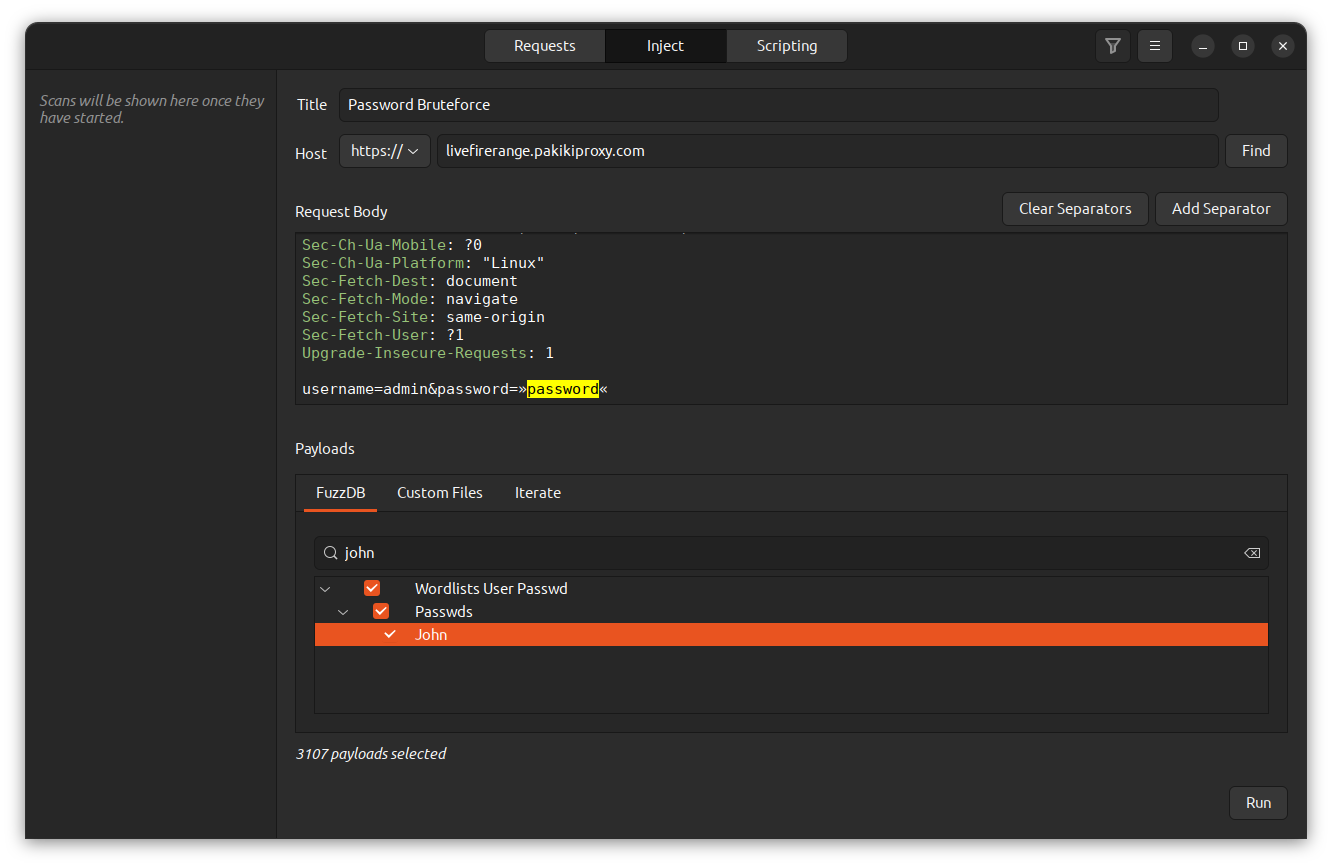 Requests Inject Scripting
Scans will be shown here once they
have started.
Title Password Bruteforce
Host https:// livefirerange.pakikiproxy.com Find
Request Body Clear Separators Add Separator
Sec-Ch-Ua-Mobile: ?0
Sec-Ch-Ua-Platform: "Linux"
Sec-Fetch-Dest: document
Sec-Fetch-Mode: navigate
Sec-Fetch-Site: same-origin
Sec-Fetch-User: ?1
Upgrade-Insecure-Requests: 1
username=admin&password=»password«
Payloads
FuzzDB Custom Files Iterate
john
Wordlists User Passwd
Passwds
John
3107 payloads selected
Run